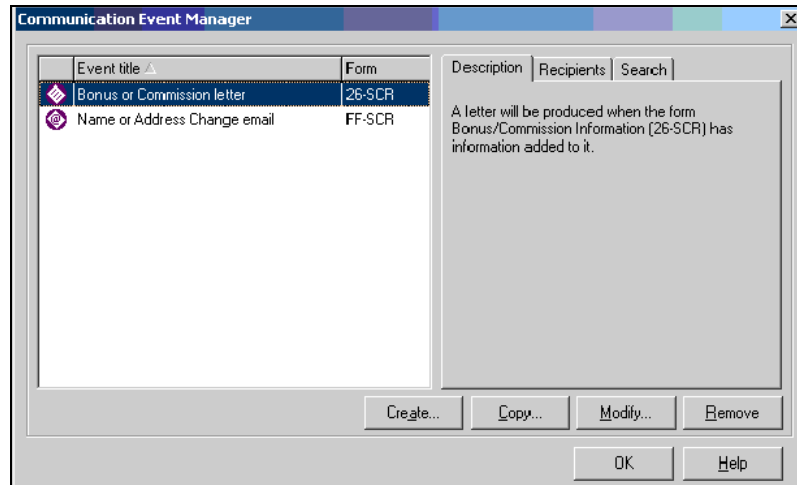 Communication Event Manager
Event title Form
Bonus or Commission letter 26-SCR
Name or Address Change email FF-SCR
Description Recipients Search
A letter will be produced when the form
Bonus/Commission Information (26-SCR) has
information added to it.
Create... Copy... Modify... Remove
OK Help